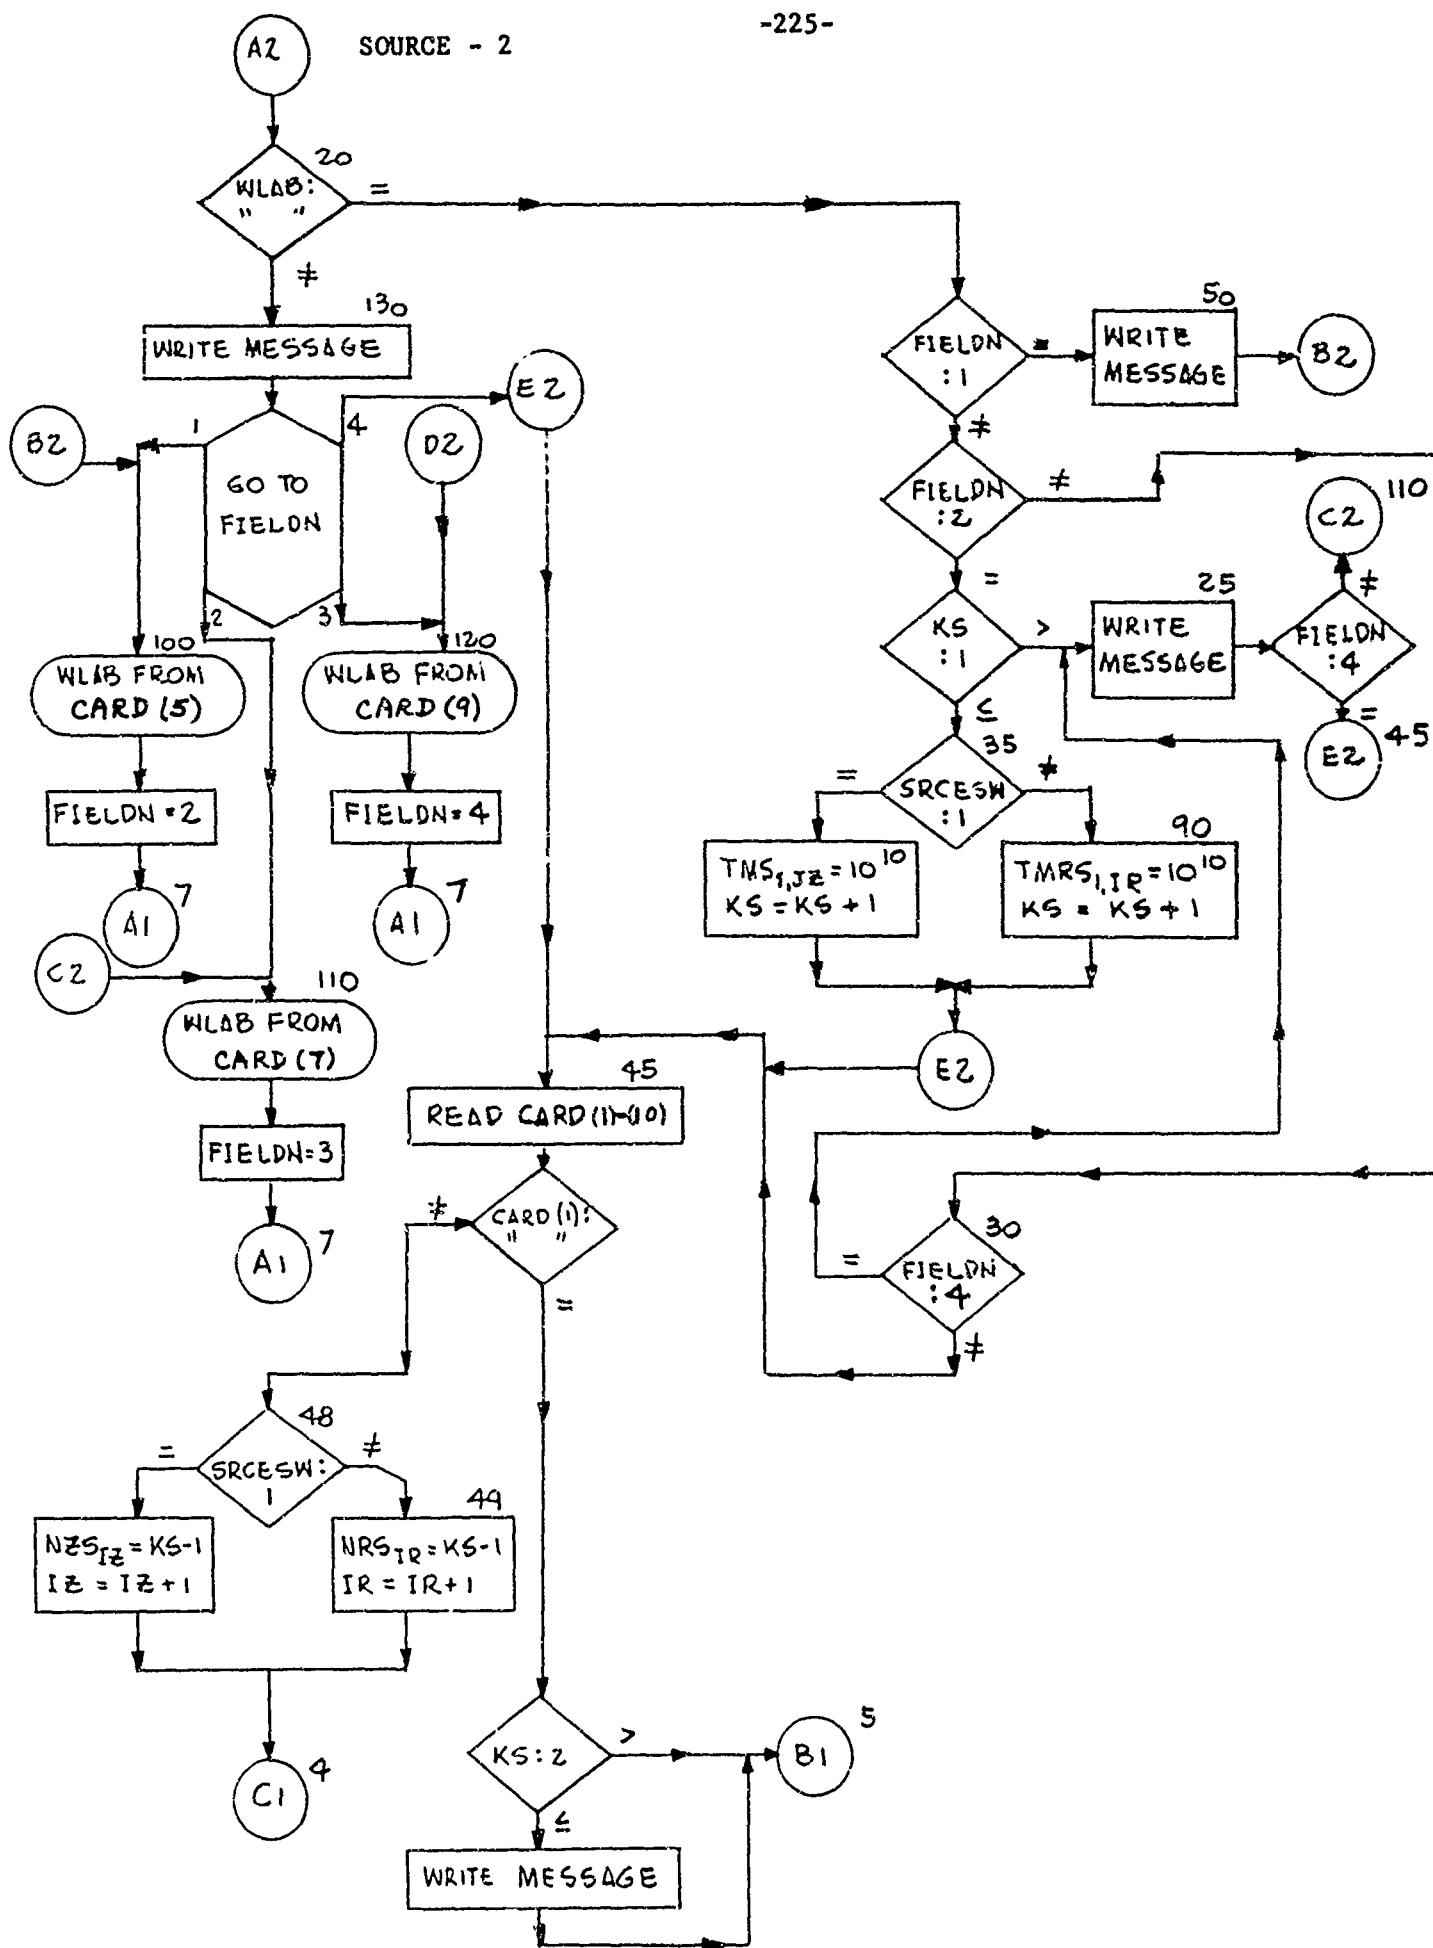 -225-
SOURCE - 2
A2
20
WLAB:
" "
=
≠
130
WRITE MESSAGE
1
4
GO TO
FIELDN
2
3
B2
E2
D2
100
WLAB FROM
CARD (5)
FIELDN = 2
7
A1
120
WLAB FROM
CARD (9)
FIELDN = 4
7
A1
C2
110
WLAB FROM
CARD (7)
FIELDN = 3
7
A1
FIELDN
:1
=
50
WRITE
MESSAGE
B2
≠
FIELDN
:2
≠
=
KS
:1
>
25
WRITE
MESSAGE
C2
110
≠
FIELDN
:4
=
E2
45
≤
35
SRCESW
:1
=
≠
TMS1,JZ = 10^10
KS = KS + 1
90
TMRS1,IR = 10^10
KS = KS + 1
E2
45
READ CARD (1)-(10)
CARD (1):
" "
≠
=
30
FIELDN
:4
=
≠
48
SRCESW:
1
=
≠
NZSIZ = KS-1
IZ = IZ+1
49
NRSIR = KS-1
IR = IR+1
C1
4
KS:2
>
B1
5
≤
WRITE MESSAGE